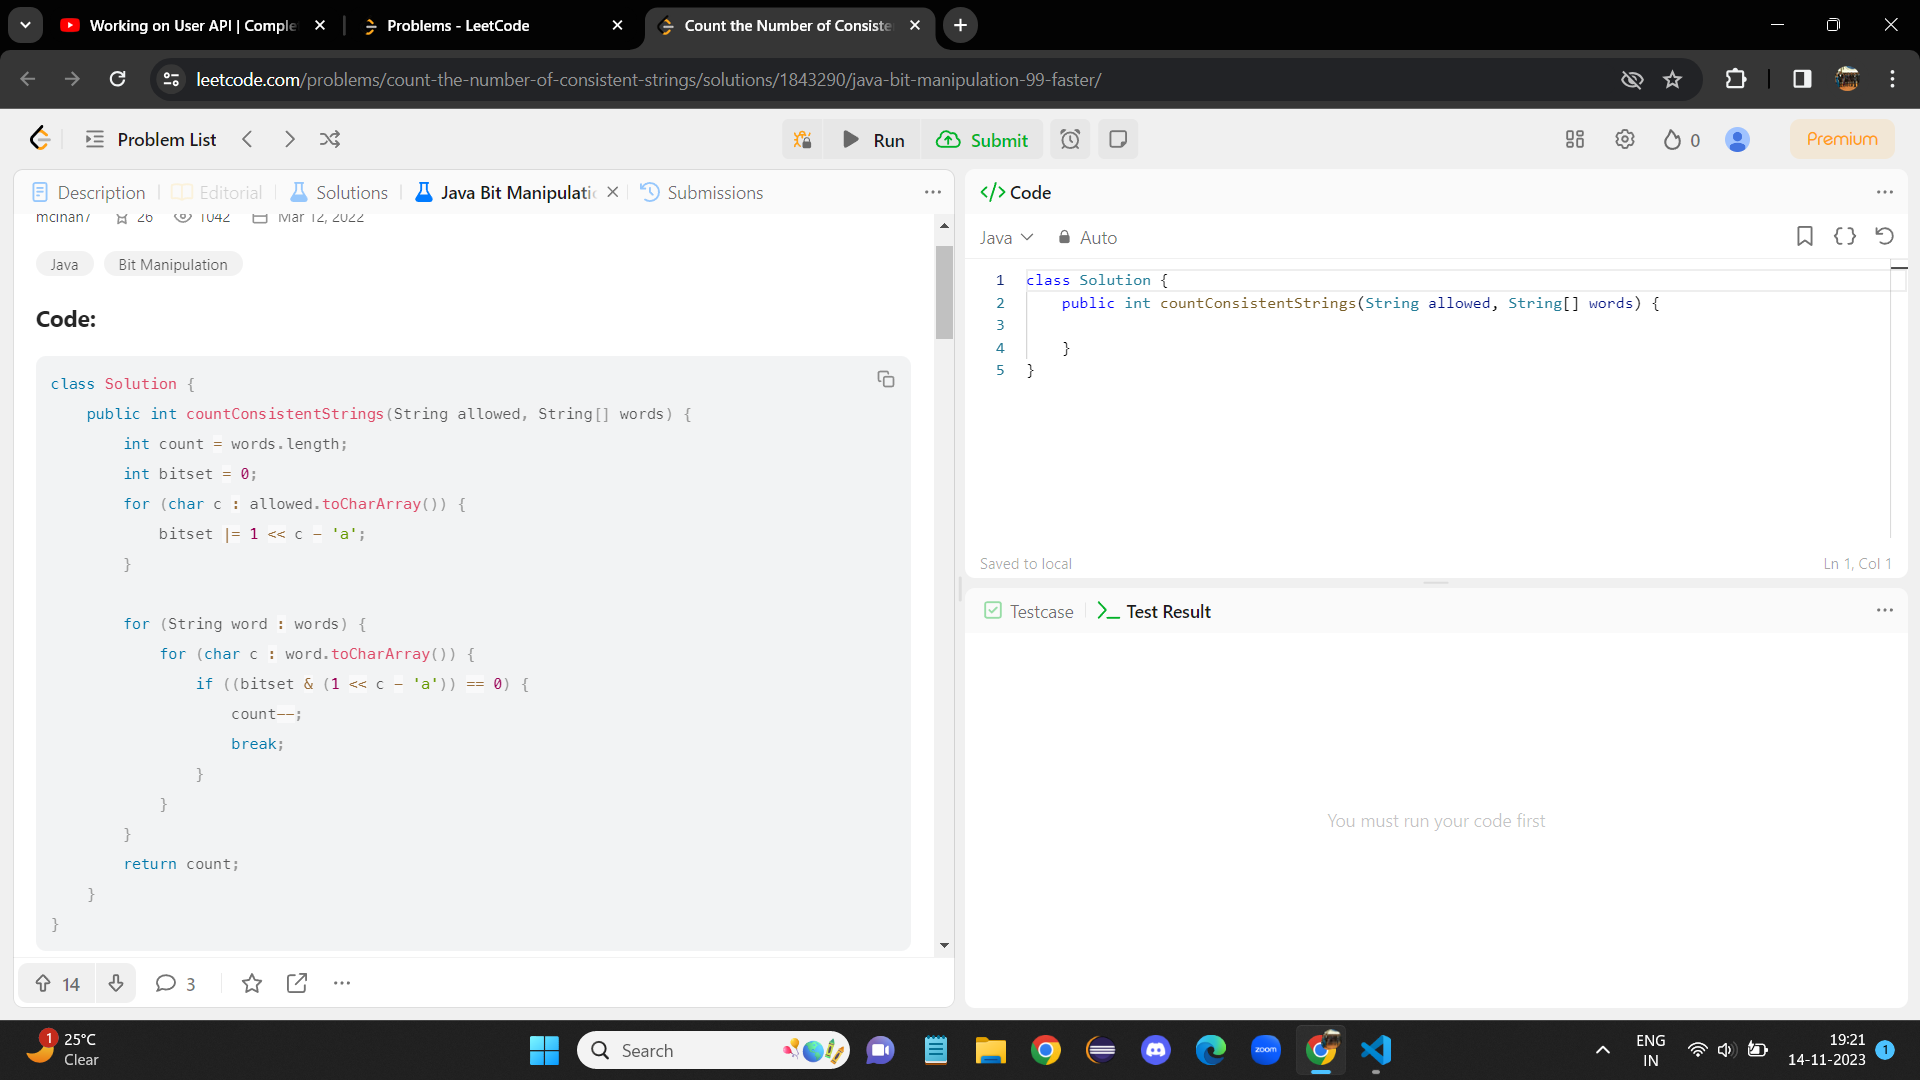 Working on User API | Comple
Problems - LeetCode
Count the Number of Consiste
leetcode.com/problems/count-the-number-of-consistent-strings/solutions/1843290/java-bit-manipulation-99-faster/
Problem List
Run
Submit
0
Premium
Description
Editorial
Solutions
Java Bit Manipulati
Submissions
mcihan7 26 1042 Mar 12, 2022
Java
Bit Manipulation
Code:
class Solution {
public int countConsistentStrings(String allowed, String[] words) {
int count = words.length;
int bitset = 0;
for (char c : allowed.toCharArray()) {
bitset |= 1 << c - 'a';
}
for (String word : words) {
for (char c : word.toCharArray()) {
if ((bitset & (1 << c - 'a')) == 0) {
count--;
break;
}
}
}
return count;
}
}
14
3
</> Code
Java
Auto
1 class Solution {
2 public int countConsistentStrings(String allowed, String[] words) {
3
4 }
5 }
Saved to local
Ln 1, Col 1
Testcase
Test Result
You must run your code first
1
25°C
Clear
Search
zoom
ENG
IN
19:21
14-11-2023
1